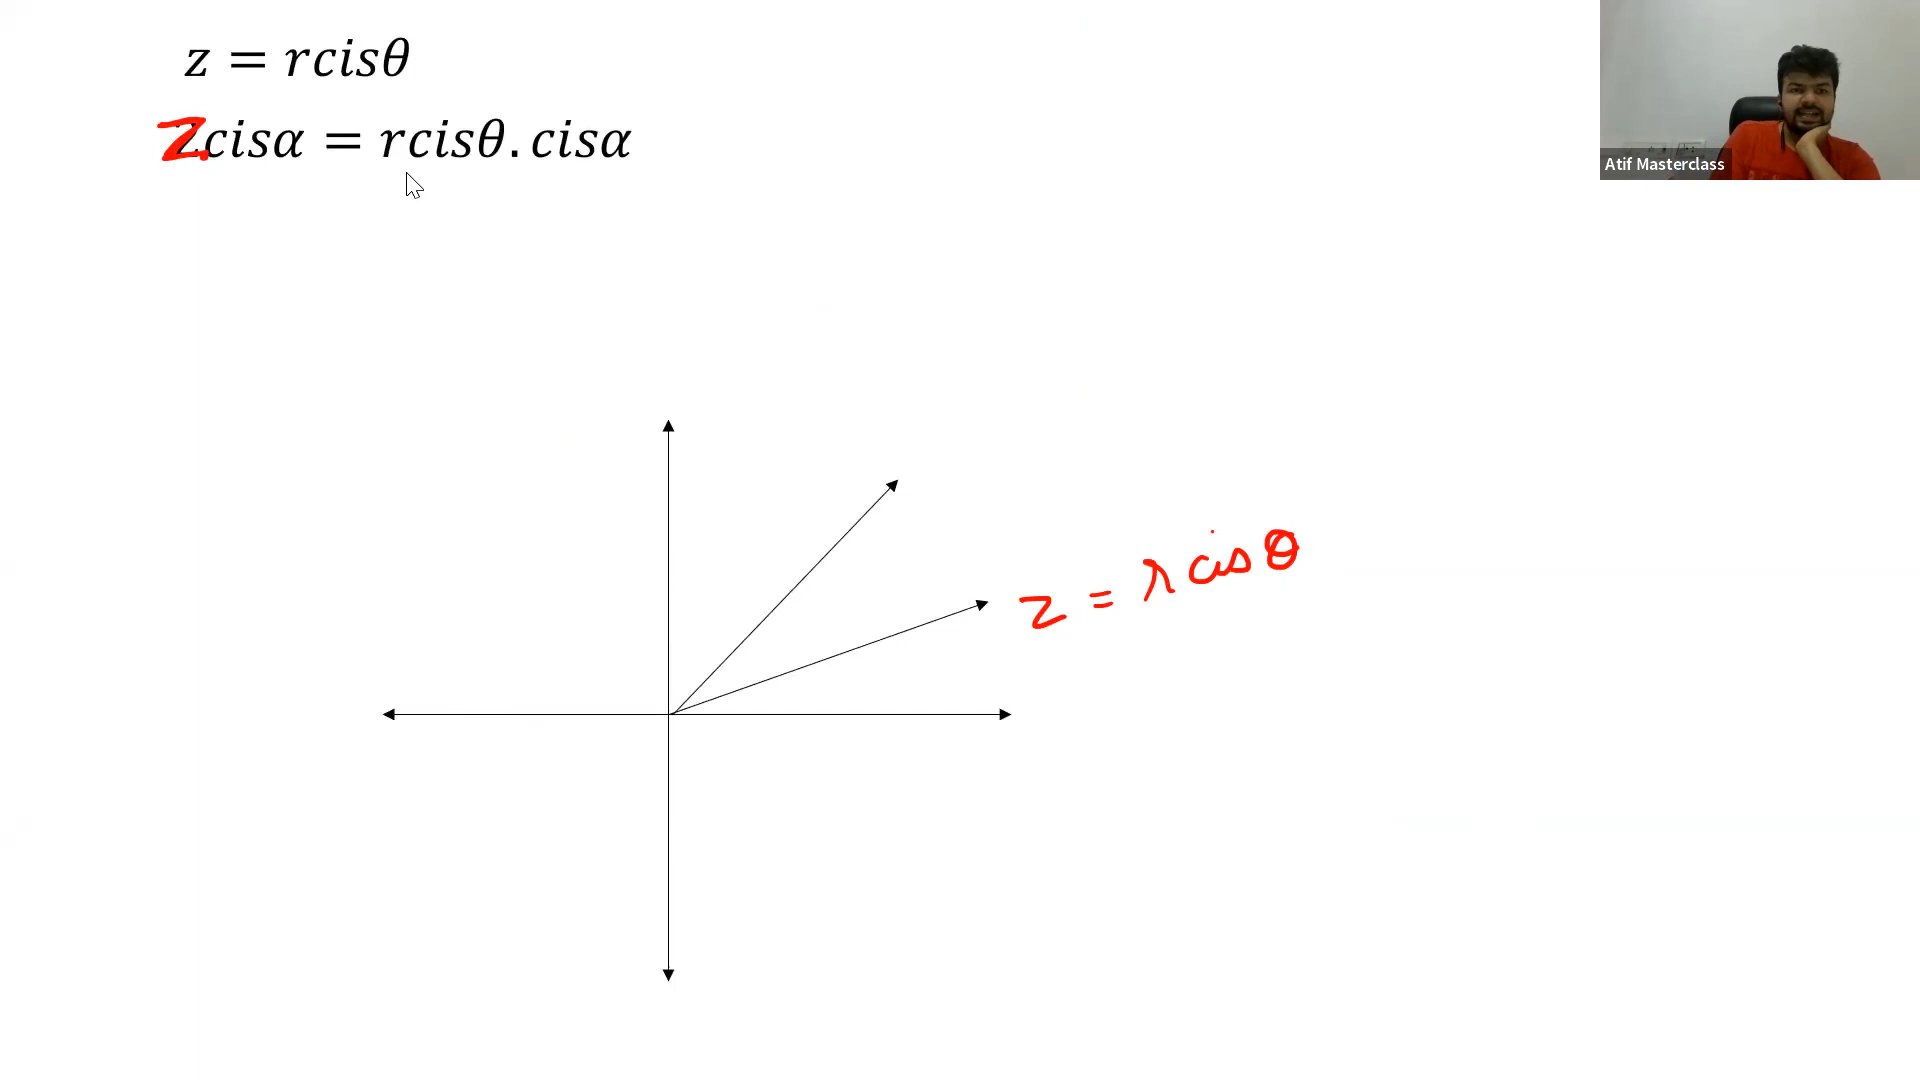 z = rcisθ
Zcisα = rcisθ.cisα
Atif Masterclass
z = r cis θ